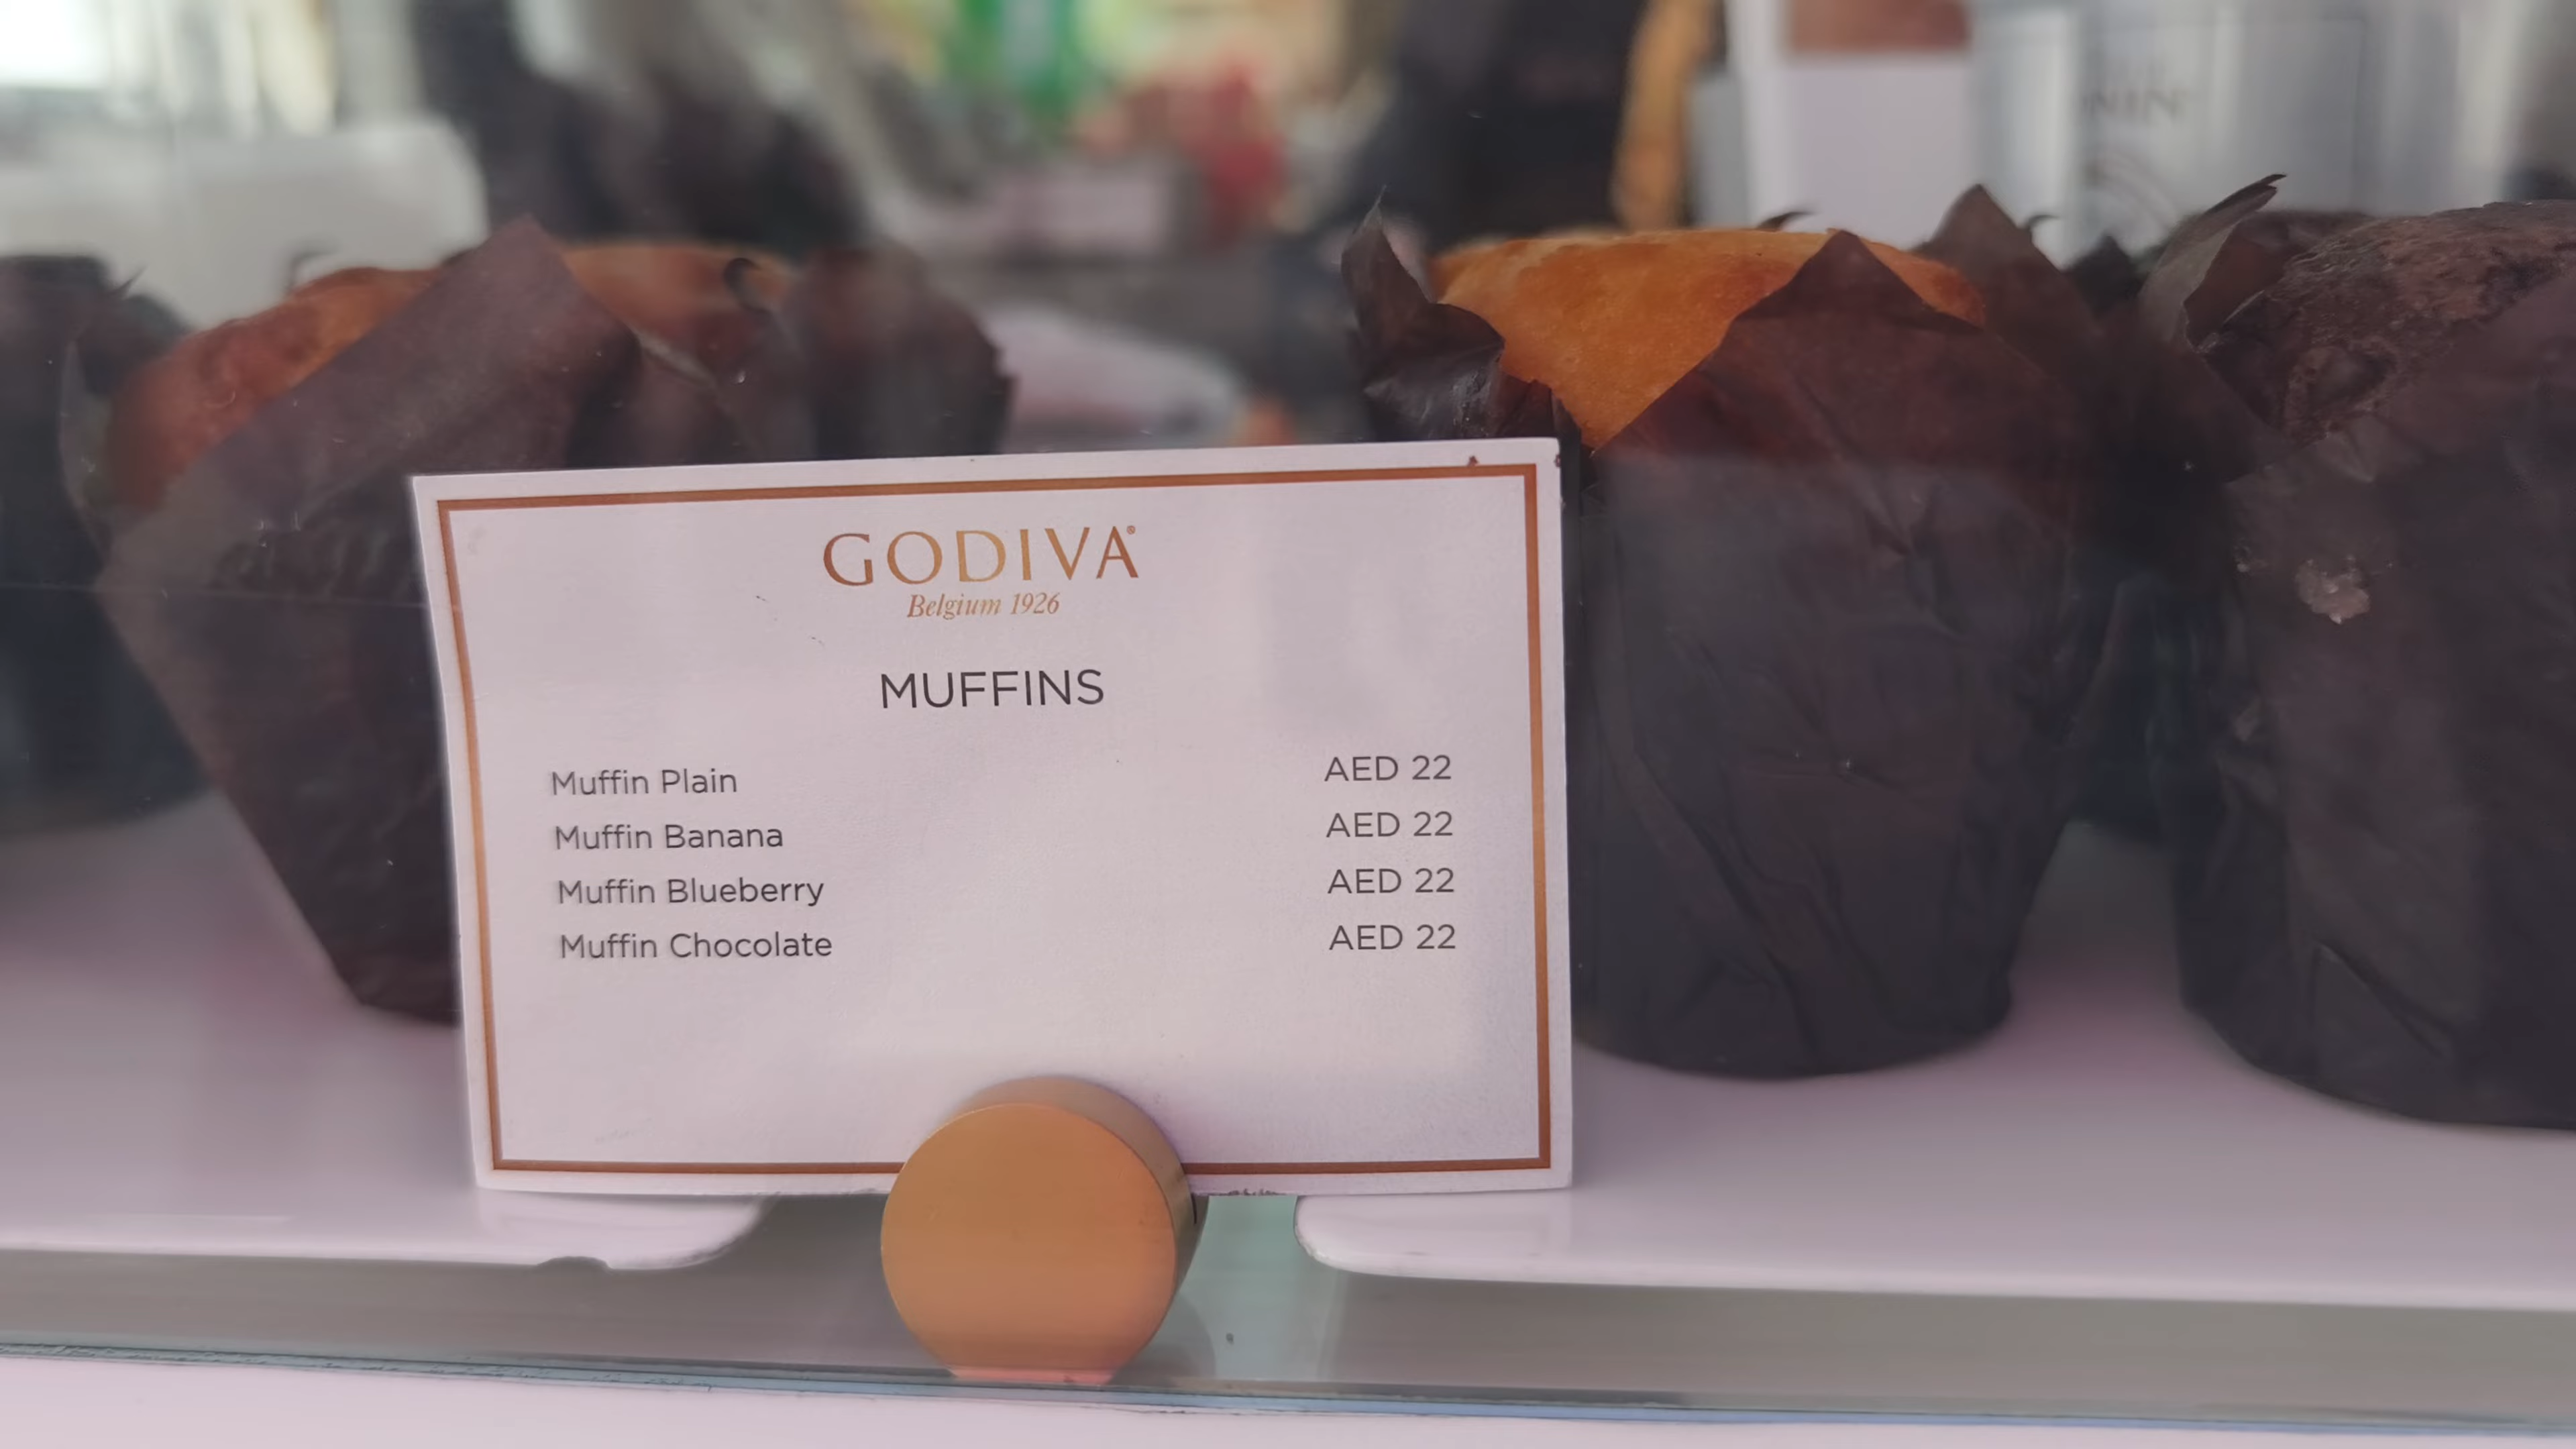 GODIVA®
Belgium 1926
MUFFINS
Muffin Plain AED 22
Muffin Banana AED 22
Muffin Blueberry AED 22
Muffin Chocolate AED 22